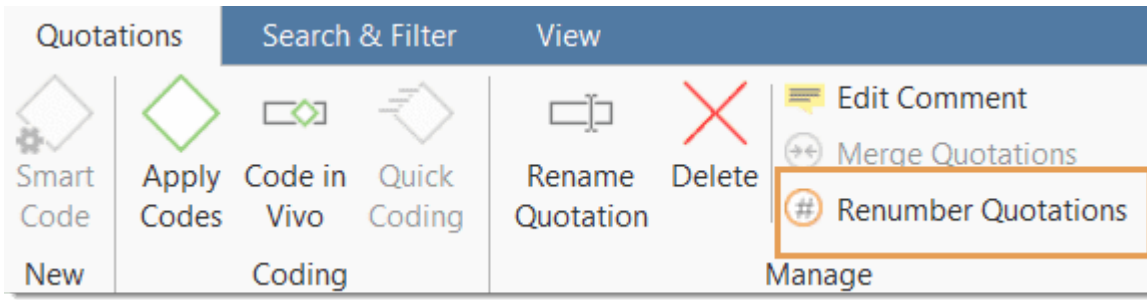 Quotations Search & Filter View
Smart Code
Apply Codes
Code in Vivo
Quick Coding
Rename Quotation
Delete
Edit Comment
Merge Quotations
# Renumber Quotations
New Coding Manage